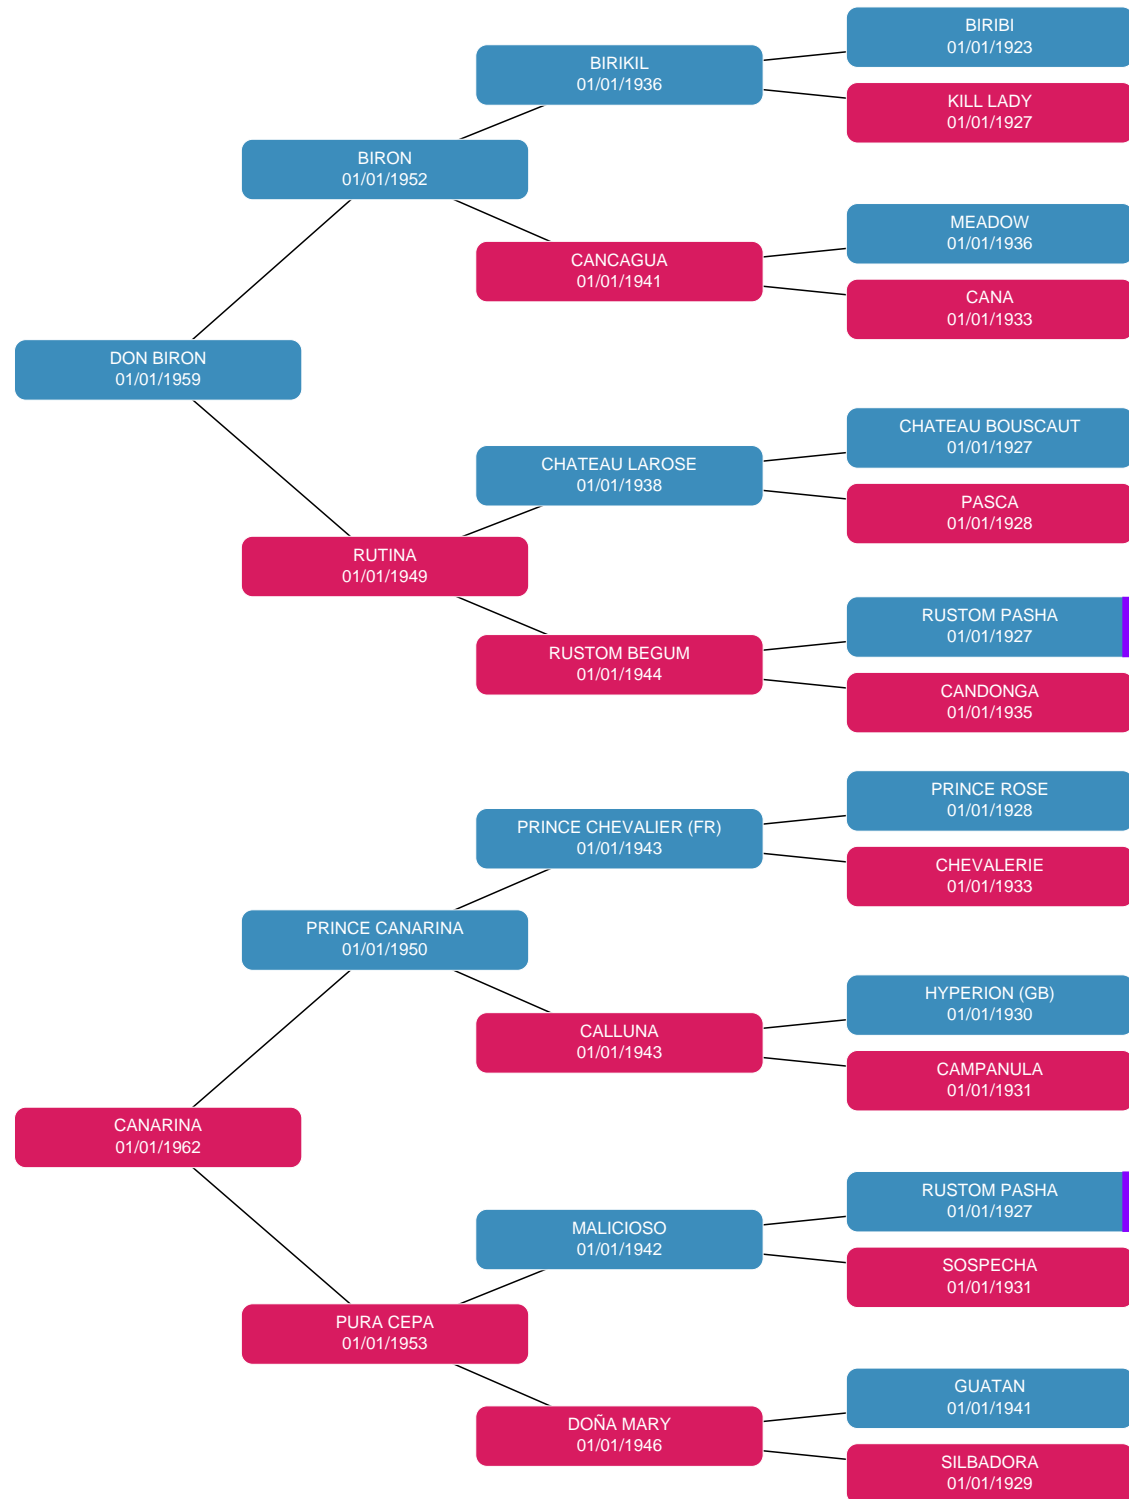 BIRIBI
01/01/1923
BIRIKIL
01/01/1936
KILL LADY
01/01/1927
BIRON
01/01/1952
MEADOW
01/01/1936
CANCAGUA
01/01/1941
CANA
01/01/1933
DON BIRON
01/01/1959
CHATEAU BOUSCAUT
01/01/1927
CHATEAU LAROSE
01/01/1938
PASCA
01/01/1928
RUTINA
01/01/1949
RUSTOM PASHA
01/01/1927
RUSTOM BEGUM
01/01/1944
CANDONGA
01/01/1935
PRINCE ROSE
01/01/1928
PRINCE CHEVALIER (FR)
01/01/1943
CHEVALERIE
01/01/1933
PRINCE CANARINA
01/01/1950
HYPERION (GB)
01/01/1930
CALLUNA
01/01/1943
CAMPANULA
01/01/1931
CANARINA
01/01/1962
RUSTOM PASHA
01/01/1927
MALICIOSO
01/01/1942
SOSPECHA
01/01/1931
PURA CEPA
01/01/1953
GUATAN
01/01/1941
DOÑA MARY
01/01/1946
SILBADORA
01/01/1929